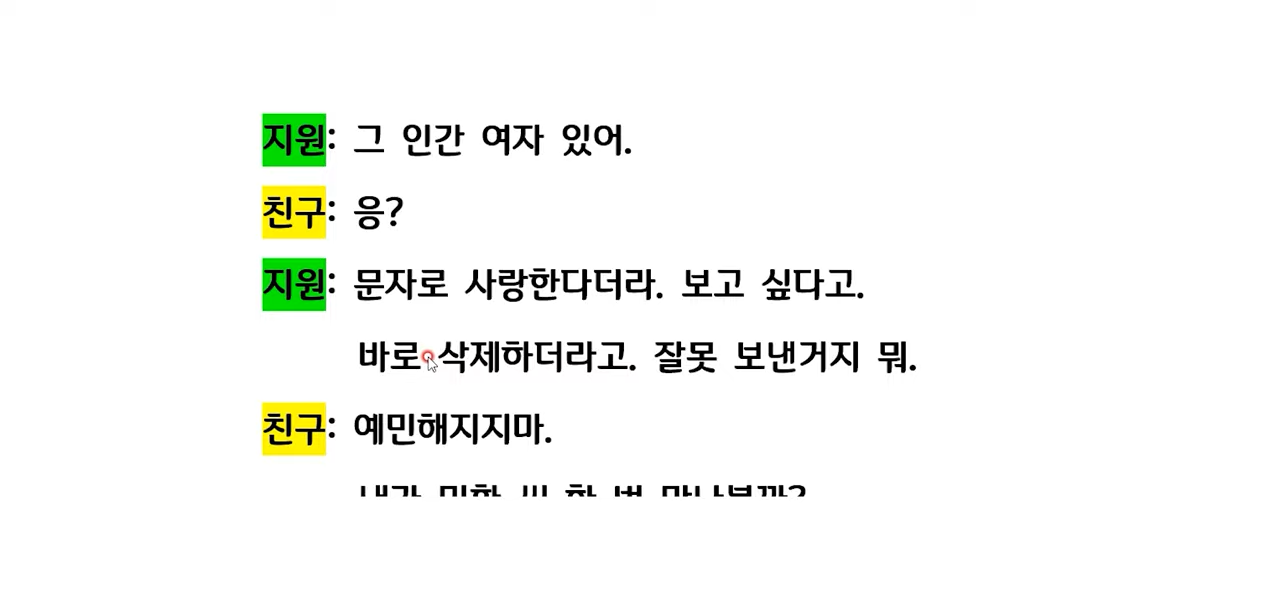 지원: 그 인간 여자 있어.
친구: 응?
지원: 문자로 사랑한다더라. 보고 싶다고.
바로 삭제하더라고. 잘못 보낸거지 뭐.
친구: 예민해지지마.